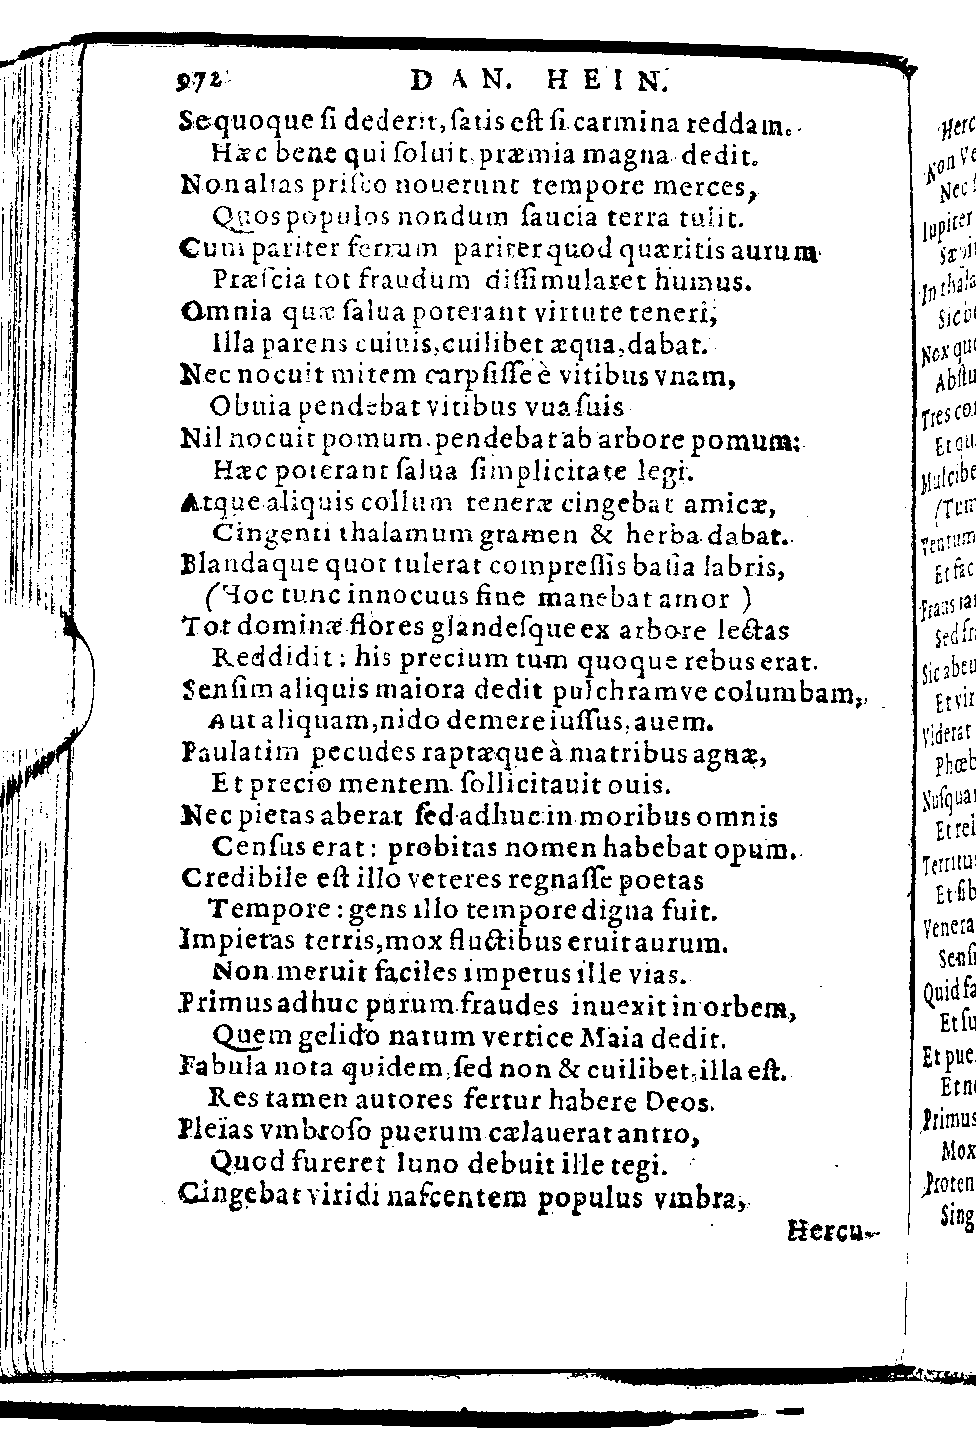 972 DAN. HEIN.
Se quoque ſi dederit, ſatis eſt ſi carmina reddam.
Hæc bene qui ſoluit, præmia magna dedit.
Non alias priſco nouerunt tempore merces,
Quos populos nondum ſaucia terra tulit.
Cum pariter ferrum pariter quod quæritis aurum
Præſcia tot fraudum diſſimularet humus.
Omnia quæ ſalua poterant virtute teneri,
Illa parens cuiuis, cuilibet æqua, dabat.
Nec nocuit mitem carpſiſſe è vitibus vnam,
Obuia pendebat vitibus vua ſuis
Nil nocuit pomum. pendebat ab arbore pomum:
Hæc poterant ſalua ſimplicitate legi.
Atque aliquis collum teneræ cingebat amicæ,
Cingenti thalamum gramen & herba dabat.
Blandaque quot tulerat compreſſis baſia labris,
(Hoc tunc innocuus fine manebat amor)
Tot dominæ flores glandeſque ex arbore lectas
Reddidit: his precium tum quoque rebus erat.
Senſim aliquis maiora dedit pulchramve columbam,
Aut aliquam, nido demere iuſſus, auem.
Paulatim pecudes raptæque à matribus agnæ,
Et precio mentem ſollicitauit ouis.
Nec pietas aberat ſed adhuc in moribus omnis
Cenſus erat: probitas nomen habebat opum.
Credibile eſt illo veteres regnaſſe poetas
Tempore: gens illo tempore digna fuit.
Impietas terris, mox fluctibus eruit aurum.
Non meruit faciles impetus ille vias.
Primus adhuc purum fraudes inuexit in orbem,
Quem gelido natum vertice Maia dedit.
Fabula nota quidem, ſed non & cuilibet, illa eſt.
Res tamen autores fertur habere Deos.
Pleïas vmbroſo puerum cælauerat antro,
Quod fureret Iuno debuit ille tegi.
Cingebat viridi naſcentem populus vmbra,
Hercu-